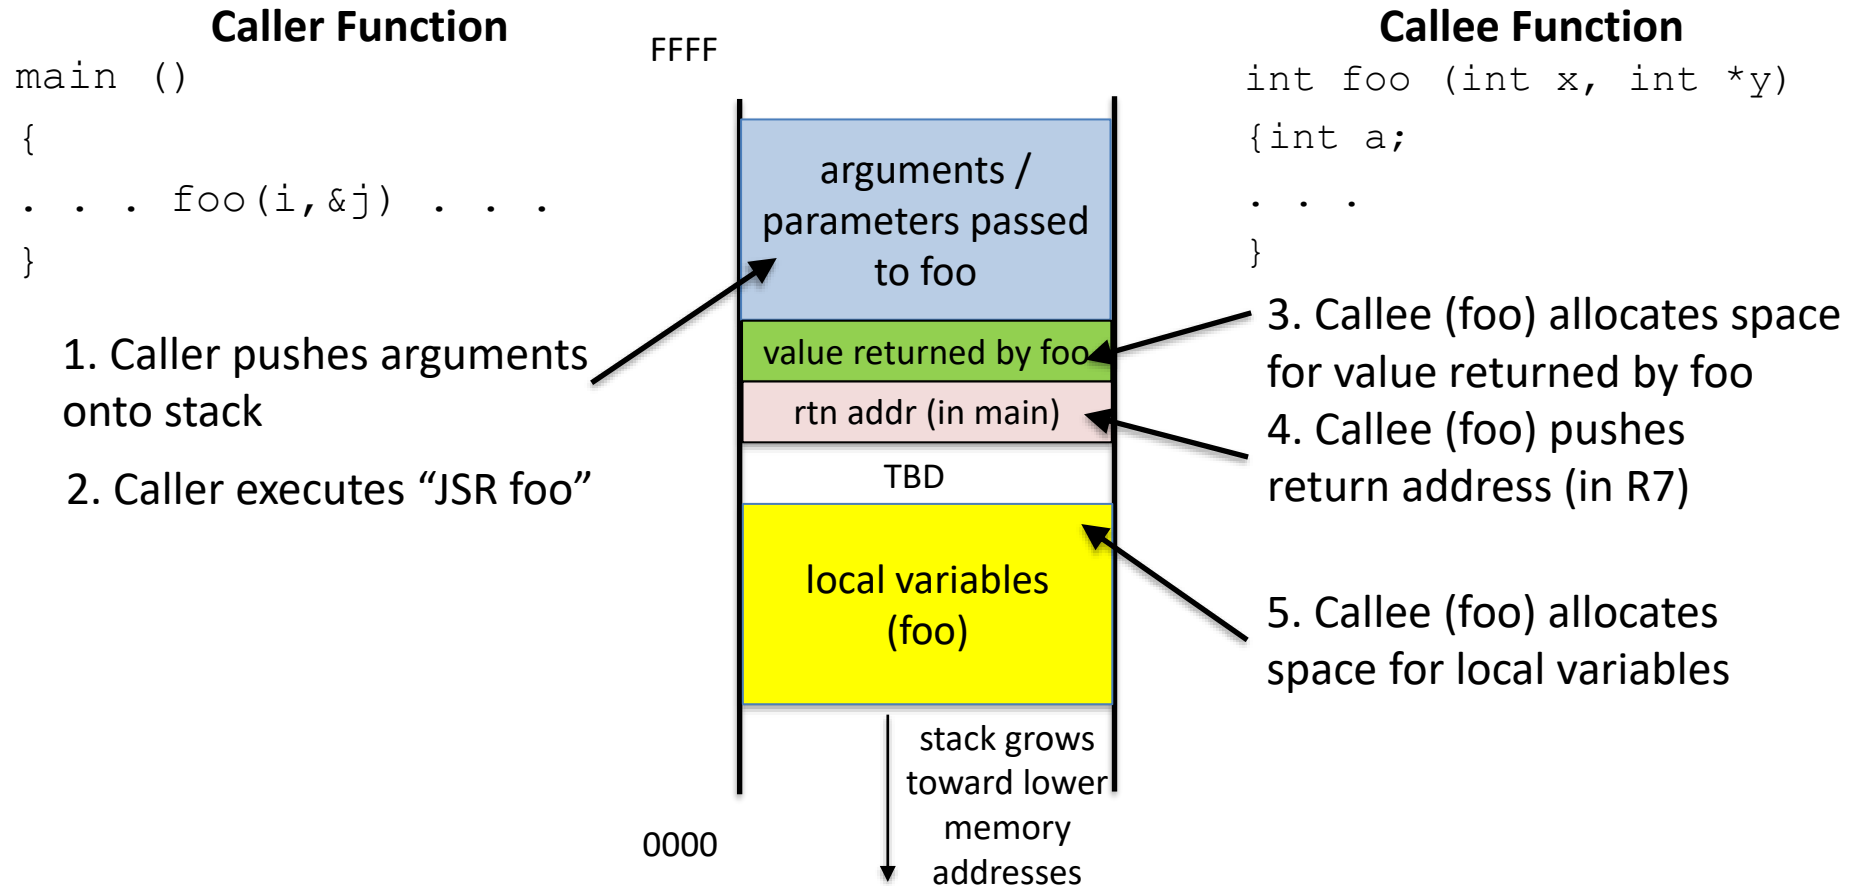 Caller Function
main ()
{
. . . foo(i,&j) . . .
}
1. Caller pushes arguments
onto stack
2. Caller executes “JSR foo”
FFFF
arguments /
parameters passed
to foo
value returned by foo
rtn addr (in main)
TBD
local variables
(foo)
stack grows
toward lower
memory
addresses
0000
Callee Function
int foo (int x, int *y)
{int a;
. . .
}
3. Callee (foo) allocates space
for value returned by foo
4. Callee (foo) pushes
return address (in R7)
5. Callee (foo) allocates
space for local variables